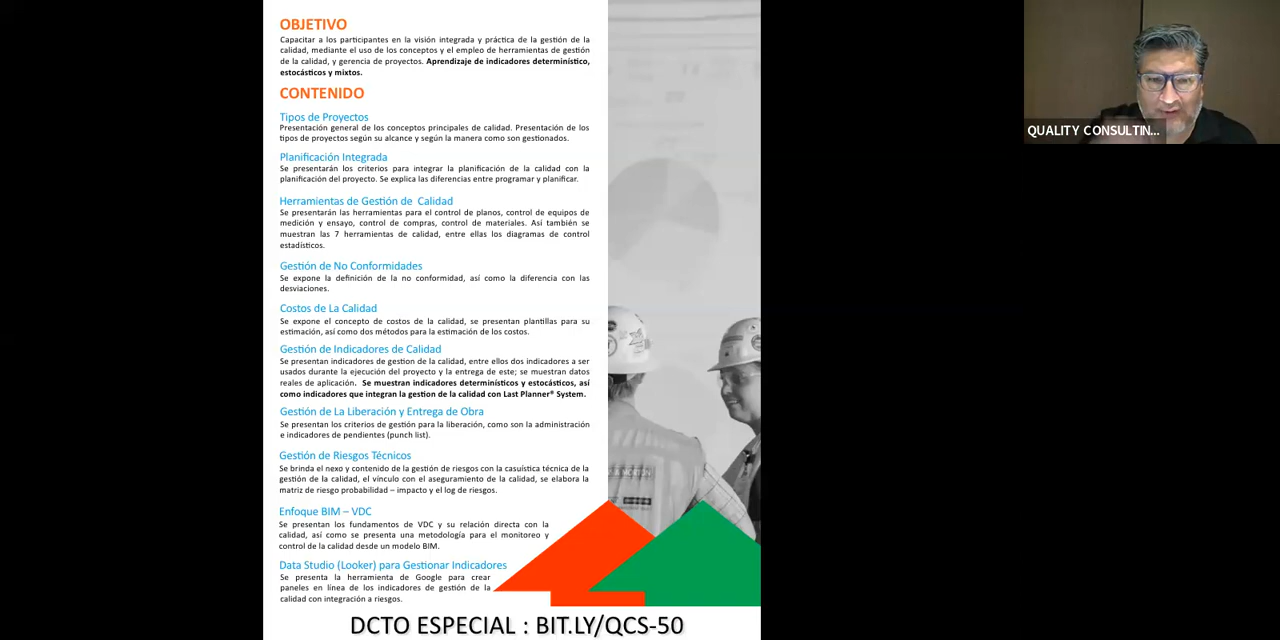 OBJETIVO
Capacitar a los participantes en la visión integrada y práctica de la gestión de la
calidad, mediante el uso de los conceptos y el empleo de herramientas de gestión
de la calidad, y gerencia de proyectos. Aprendizaje de indicadores determinístico,
estocásticos y mixtos.
CONTENIDO
Tipos de Proyectos
Presentación general de los conceptos principales de calidad. Presentación de los
tipos de proyectos según su alcance y según la manera como son gestionados.
Planificación Integrada
Se presentarán los criterios para integrar la planificación de la calidad con la
planificación del proyecto. Se explica las diferencias entre programar y planificar.
Herramientas de Gestión de Calidad
Se presentarán las herramientas para el control de planos, control de equipos de
medición y ensayo, control de compras, control de materiales. Así también se
muestran las 7 herramientas de calidad, entre ellas los diagramas de control
estadísticos.
Gestión de No Conformidades
Se expone la definición de la no conformidad, así como la diferencia con las
desviaciones.
Costos de La Calidad
Se expone el concepto de costos de la calidad, se presentan plantillas para su
estimación, así como dos métodos para la estimación de los costos.
Gestión de Indicadores de Calidad
Se presentan indicadores de gestion de la calidad, entre ellos dos indicadores a ser
usados durante la ejecución del proyecto y la entrega de este; se muestran datos
reales de aplicación. Se muestran indicadores determinísticos y estocásticos, así
como indicadores que integran la gestíon de la calidad con Last Planner® System.
Gestión de La Liberación y Entrega de Obra
Se presentan los criterios de gestión para la liberación, como son la administración
e indicadores de pendientes (punch list).
Gestión de Riesgos Técnicos
Se brinda el nexo y contenido de la gestión de riesgos con la casuística técnica de la
gestión de la calidad, el vínculo con el aseguramiento de la calidad, se elabora la
matriz de riesgo probabilidad – impacto y el log de riesgos.
Enfoque BIM – VDC
Se presentan los fundamentos de VDC y su relación directa con la
calidad, así como se presenta una metodología para el monitoreo y
control de la calidad desde un modelo BIM.
Data Studio (Looker) para Gestionar Indicadores
Se presenta la herramienta de Google para crear
paneles en línea de los indicadores de gestión de la
calidad con integración a riesgos.
DCTO ESPECIAL : BIT.LY/QCS-50
QUALITY CONSULTIN...